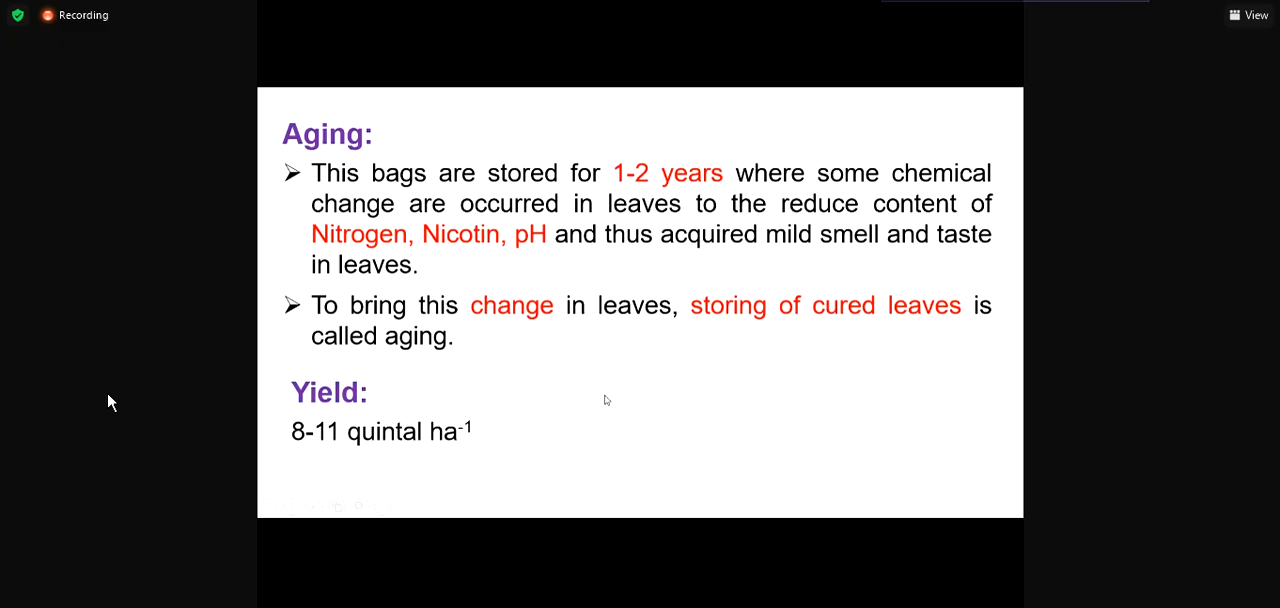 Recording
View
Aging:
➢ This bags are stored for 1-2 years where some chemical
change are occurred in leaves to the reduce content of
Nitrogen, Nicotin, pH and thus acquired mild smell and taste
in leaves.
➢ To bring this change in leaves, storing of cured leaves is
called aging.
Yield:
8-11 quintal ha⁻¹